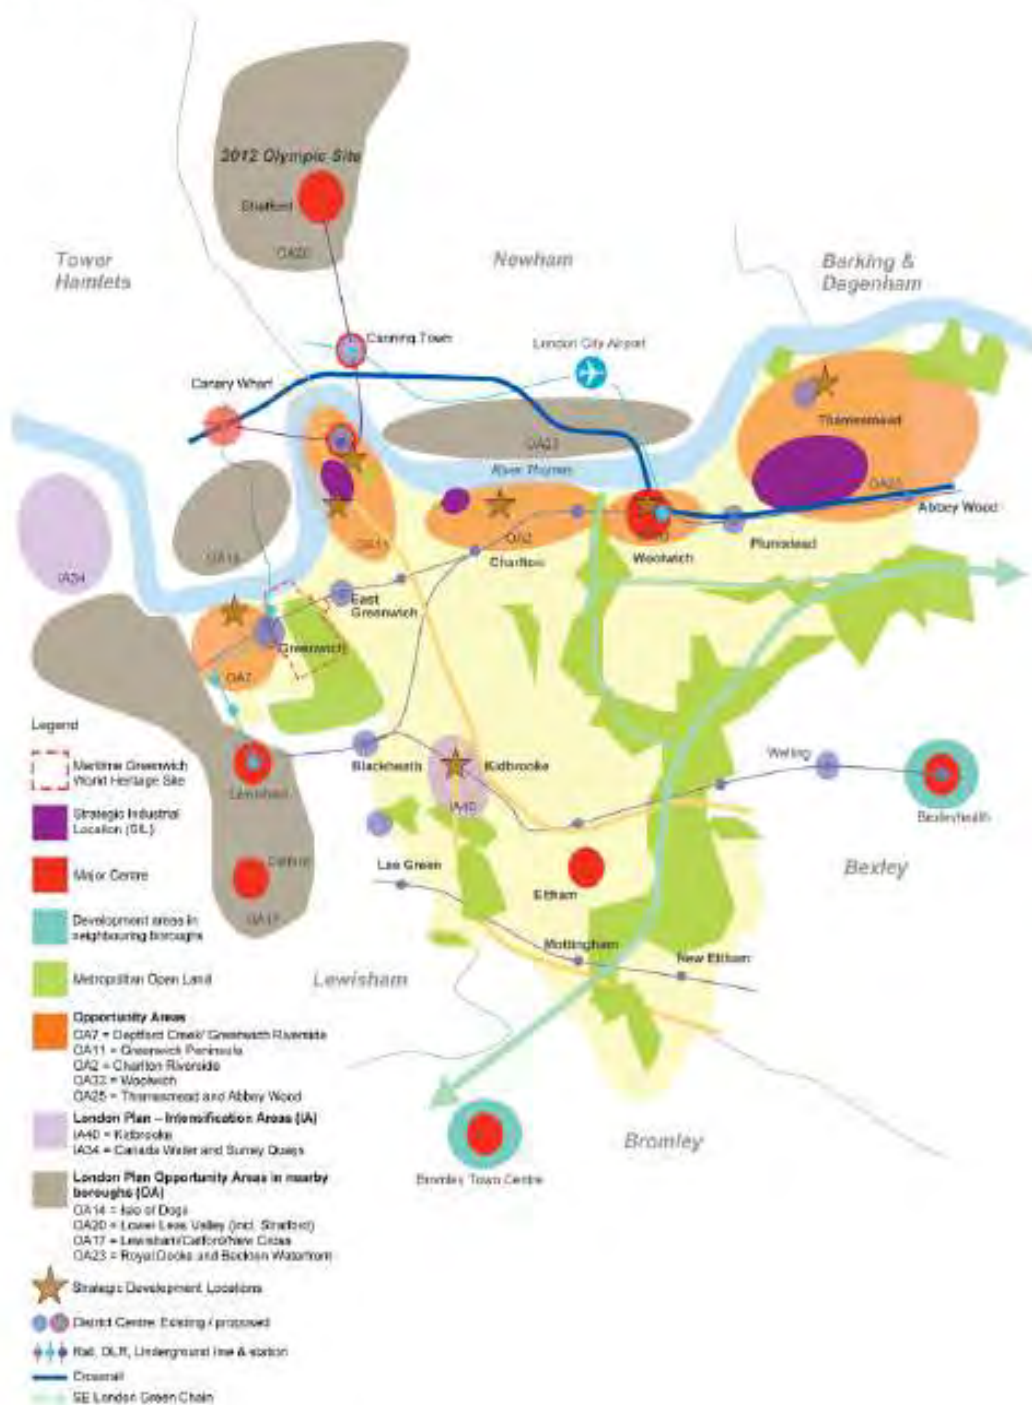 2012 Olympic Site
Stratford
OA20
Tower
Hamlets
Newham
Barking &
Dagenham
Canning Town
London City Airport
Canary Wharf
Thamesmead
OA23
River Thames
OA25
Abbey Wood
OA14
OA11
OA2
Charlton
Woolwich
Plumstead
IA34
East
Greenwich
Greenwich
OA7
Blackheath
Kidbrooke
Welling
Lewisham
IA40
Bexleyheath
Catford
Lee Green
Eltham
Bexley
OA17
Mottingham
New Eltham
Lewisham
Bromley
Bromley Town Centre
Legend
Maritime Greenwich
World Heritage Site
Strategic Industrial
Location (SIL)
Major Centre
Development areas in
neighbouring boroughs
Metropolitan Open Land
Opportunity Areas
OA7 = Deptford Creek/ Greenwich Riverside
OA11 = Greenwich Peninsula
OA2 = Charlton Riverside
OA32 = Woolwich
OA25 = Thamesmead and Abbey Wood
London Plan – Intensification Areas (IA)
IA40 = Kidbrooke
IA34 = Canada Water and Surrey Quays
London Plan Opportunity Areas in nearby
boroughs (OA)
OA14 = Isle of Dogs
OA20 = Lower Lea Valley (incl. Stratford)
OA17 = Lewisham/Catford/New Cross
OA23 = Royal Docks and Beckton Waterfront
Strategic Development Locations
District Centre: Existing / proposed
Rail, DLR, Underground line & station
Crossrail
SE London Green Chain